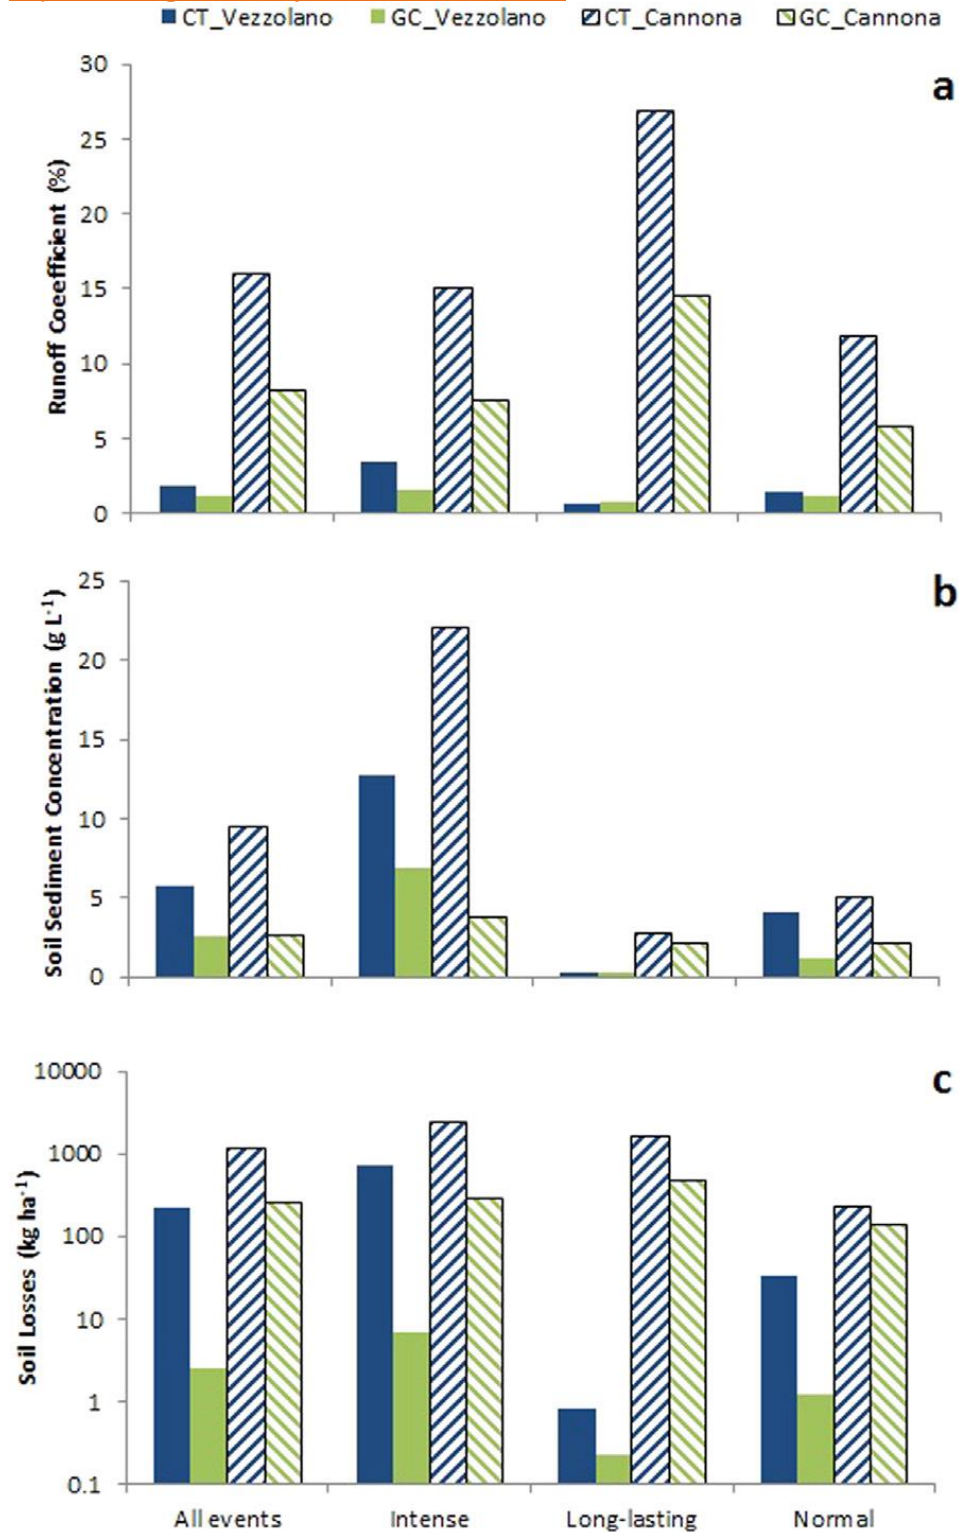 CT_Vezzolano GC_Vezzolano CT_Cannona GC_Cannona
a
Runoff Coeefficient (%)
30
25
20
15
10
5
0
b
Soil Sediment Concentration (g L⁻¹)
25
20
15
10
5
0
c
Soil Losses (kg ha⁻¹)
10000
1000
100
10
1
0.1
All events Intense Long-lasting Normal